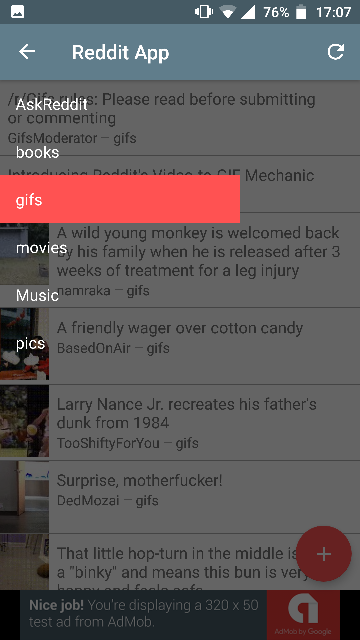 76% 17:07
Reddit App
/r/Gifs rules: Please read before submitting
or commenting
GifsModerator – gifs
AskReddit
books
Introducing Reddit's Video-to-GIF Mechanic
gifs
A wild young monkey is welcomed back
by his family when he is released after 3
weeks of treatment for a leg injury
namraka – gifs
movies
Music
A friendly wager over cotton candy
BasedOnAir – gifs
pics
Larry Nance Jr. recreates his father's
dunk from 1984
TooShiftyForYou – gifs
Surprise, motherfucker!
DedMozai – gifs
That little hop-turn in the middle is
a "binky" and means this bun is very
happy and feels safe
Nice job! You're displaying a 320 x 50
test ad from AdMob.
AdMob by Google